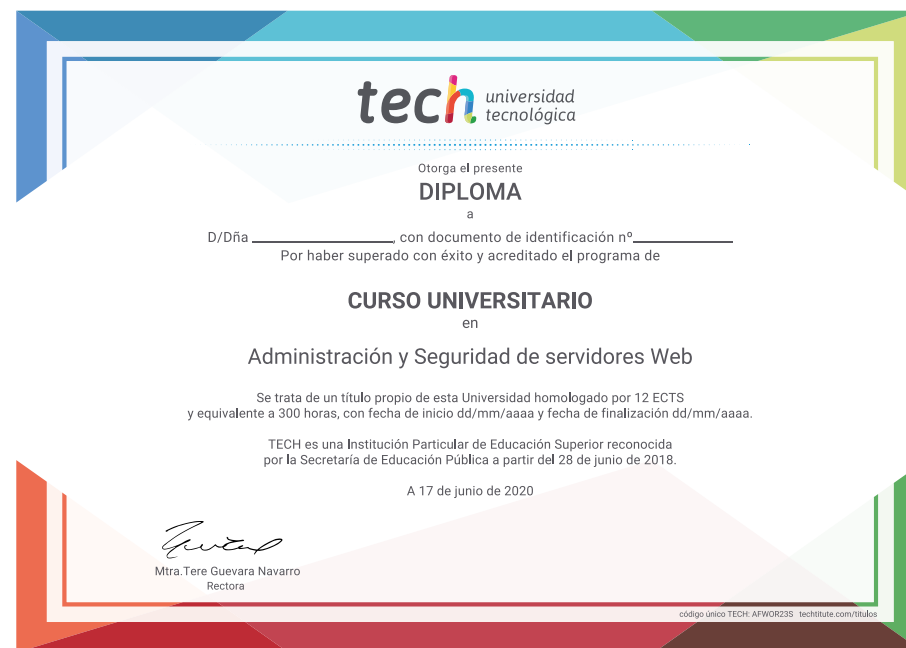 tech universidad
tecnológica
Otorga el presente
DIPLOMA
a
D/Dña ____________________, con documento de identificación nº______________
Por haber superado con éxito y acreditado el programa de
CURSO UNIVERSITARIO
en
Administración y Seguridad de servidores Web
Se trata de un título propio de esta Universidad homologado por 12 ECTS
y equivalente a 300 horas, con fecha de inicio dd/mm/aaaa y fecha de finalización dd/mm/aaaa.
TECH es una Institución Particular de Educación Superior reconocida
por la Secretaría de Educación Pública a partir del 28 de junio de 2018.
A 17 de junio de 2020
Mtra.Tere Guevara Navarro
Rectora
código único TECH: AFWOR23S techtitute.com/titulos